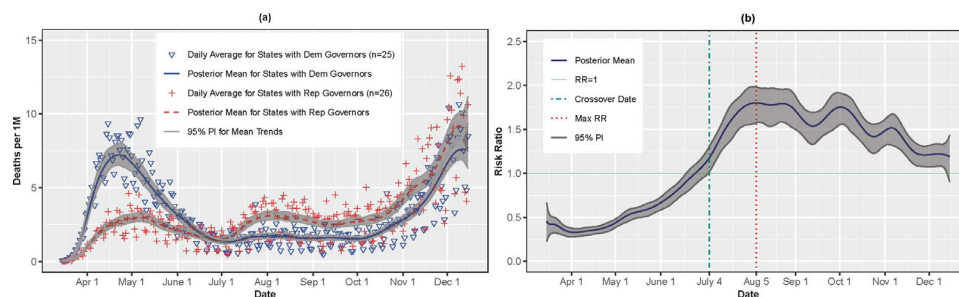 (a)
Deaths per 1M
15
10
5
0
Daily Average for States with Dem Governors (n=25)
Posterior Mean for States with Dem Governors
Daily Average for States with Rep Governors (n=26)
Posterior Mean for States with Rep Governors
95% PI for Mean Trends
Apr 1 May 1 June 1 July 1 Aug 1 Sep 1 Oct 1 Nov 1 Dec 1
Date
(b)
Risk Ratio
2.5
2.0
1.5
1.0
0.5
0.0
Posterior Mean
RR=1
Crossover Date
Max RR
95% PI
Apr 1 May 1 June 1 July 4 Aug 5 Sep 1 Oct 1 Nov 1 Dec 1
Date